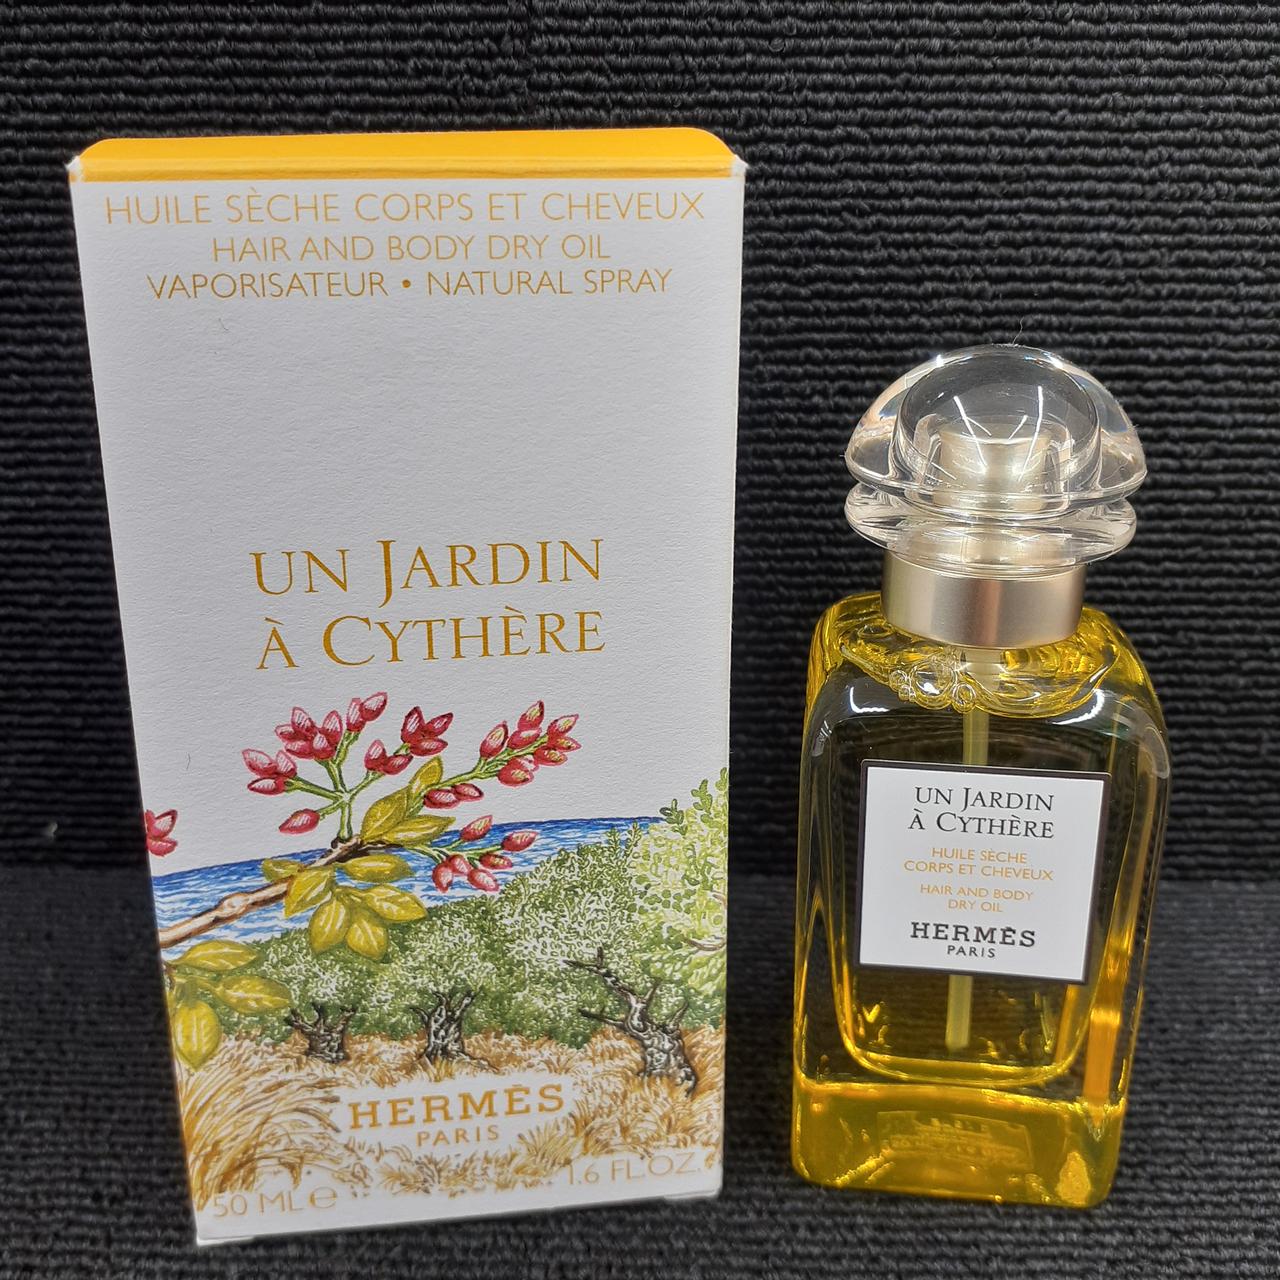 HUILE SÈCHE CORPS ET CHEVEUX
HAIR AND BODY DRY OIL
VAPORISATEUR • NATURAL SPRAY
UN JARDIN
À CYTHÈRE
HERMÈS
PARIS
50 ML ℮
1.6 FL.OZ.
UN JARDIN
À CYTHÈRE
HUILE SÈCHE
CORPS ET CHEVEUX
HAIR AND BODY
DRY OIL
HERMÈS
PARIS